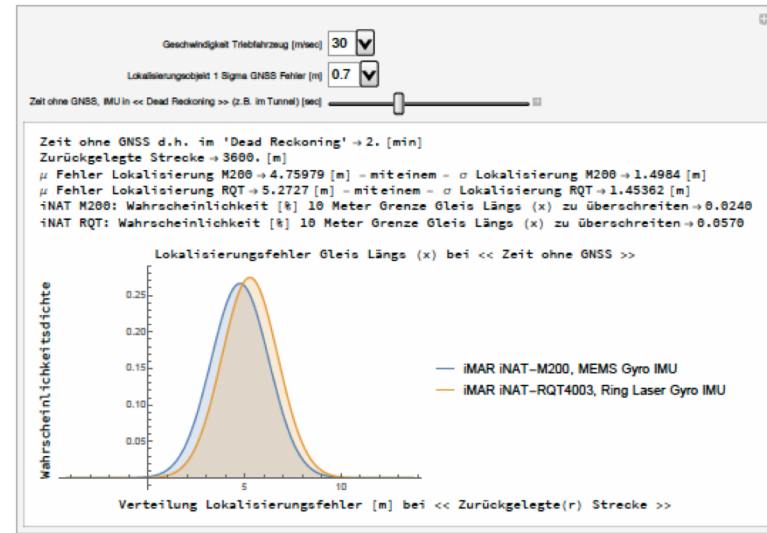 Geschwindigkeit Triebfahrzeug [m/sec] 30
Lokalisierungsobjekt 1 Sigma GNSS Fehler [m] 0.7
Zeit ohne GNSS, IMU in << Dead Reckoning >> (z.B. im Tunnel) [sec]
Zeit ohne GNSS d.h. im 'Dead Reckoning' → 2. [min]
Zurückgelegte Strecke → 3600. [m]
μ Fehler Lokalisierung M200 → 4.75979 [m] – mit einem – σ Lokalisierung M200 → 1.4984 [m]
μ Fehler Lokalisierung RQT → 5.2727 [m] – mit einem – σ Lokalisierung RQT → 1.45362 [m]
iNAT M200: Wahrscheinlichkeit [%] 10 Meter Grenze Gleis Längs (x) zu überschreiten → 0.0240
iNAT RQT: Wahrscheinlichkeit [%] 10 Meter Grenze Gleis Längs (x) zu überschreiten → 0.0570
Lokalisierungsfehler Gleis Längs (x) bei << Zeit ohne GNSS >>
Wahrscheinlichkeitsdichte
0.25
0.20
0.15
0.10
0.05
5
10
iMAR iNAT–M200, MEMS Gyro IMU
iMAR iNAT–RQT4003, Ring Laser Gyro IMU
Verteilung Lokalisierungsfehler [m] bei << Zurückgelegte(r) Strecke >>